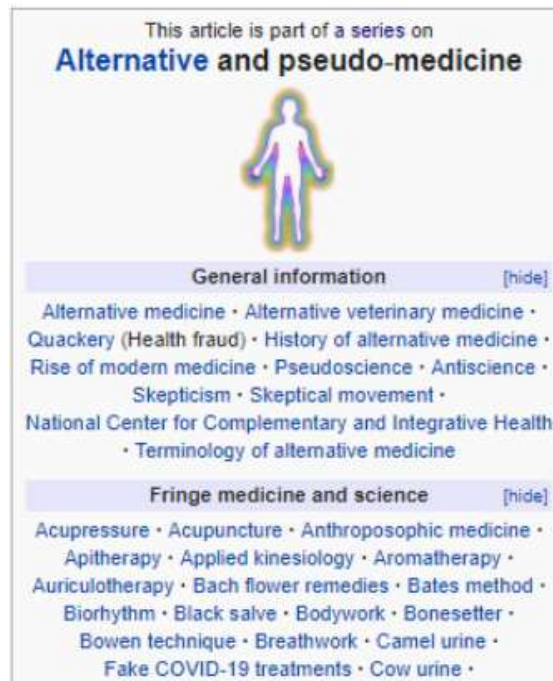 This article is part of a series on
Alternative and pseudo-medicine
General information [hide]
Alternative medicine · Alternative veterinary medicine ·
Quackery (Health fraud) · History of alternative medicine ·
Rise of modern medicine · Pseudoscience · Antiscience ·
Skepticism · Skeptical movement ·
National Center for Complementary and Integrative Health
· Terminology of alternative medicine
Fringe medicine and science [hide]
Acupressure · Acupuncture · Anthroposophic medicine ·
Apitherapy · Applied kinesiology · Aromatherapy ·
Auriculotherapy · Bach flower remedies · Bates method ·
Biorhythm · Black salve · Bodywork · Bonesetter ·
Bowen technique · Breathwork · Camel urine ·
Fake COVID-19 treatments · Cow urine ·